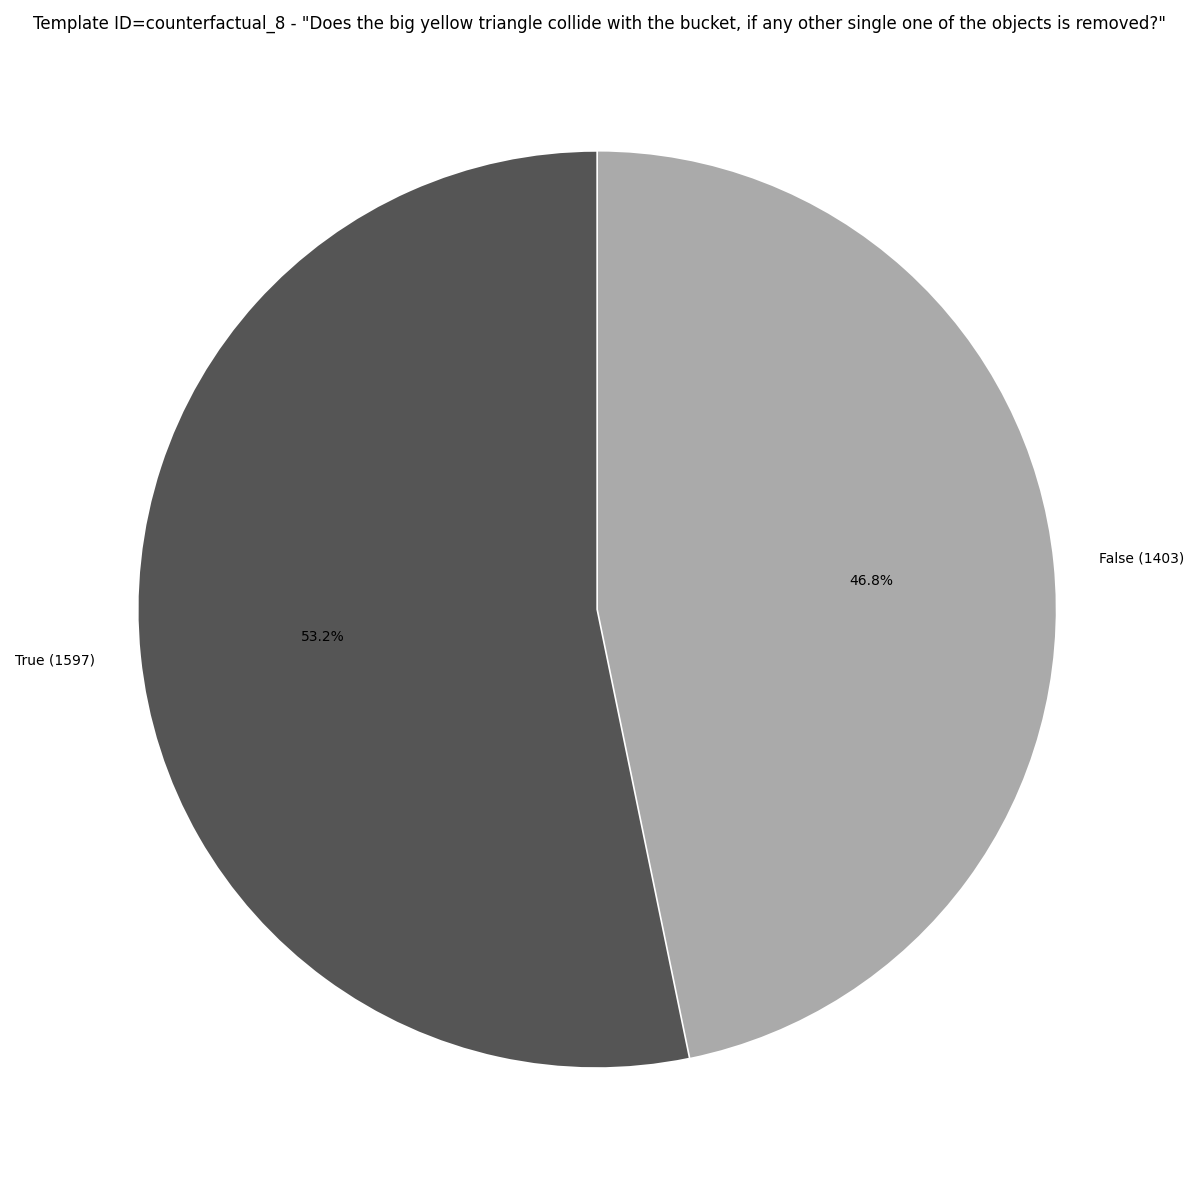 Template ID=counterfactual_8 - "Does the big yellow triangle collide with the bucket, if any other single one of the objects is removed?"
False (1403)
46.8%
53.2%
True (1597)